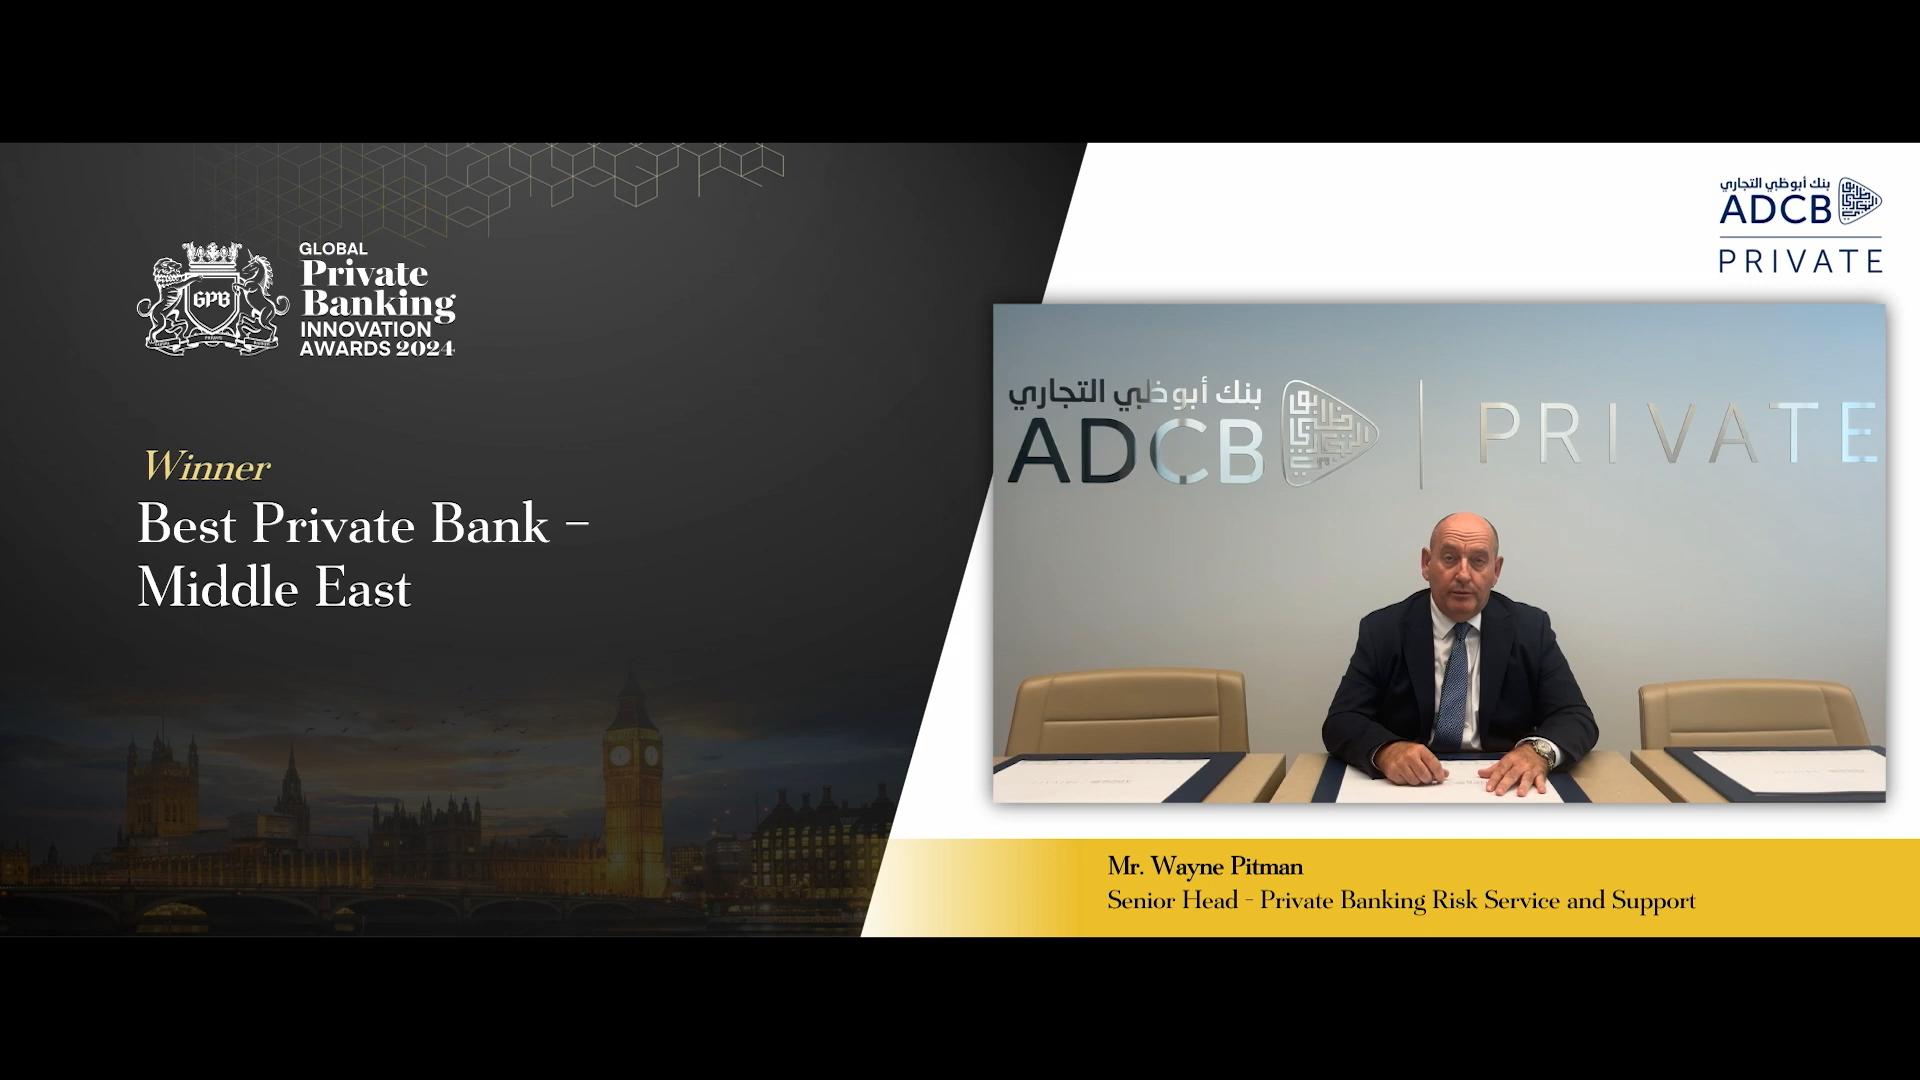 GLOBAL
Private
Banking
INNOVATION
AWARDS 2024
GPB
Winner
Best Private Bank –
Middle East
بنك أبوظبي التجاري
ADCB
PRIVATE
بنك أبوظبي التجاري
ADCB
PRIVATE
Mr. Wayne Pitman
Senior Head - Private Banking Risk Service and Support